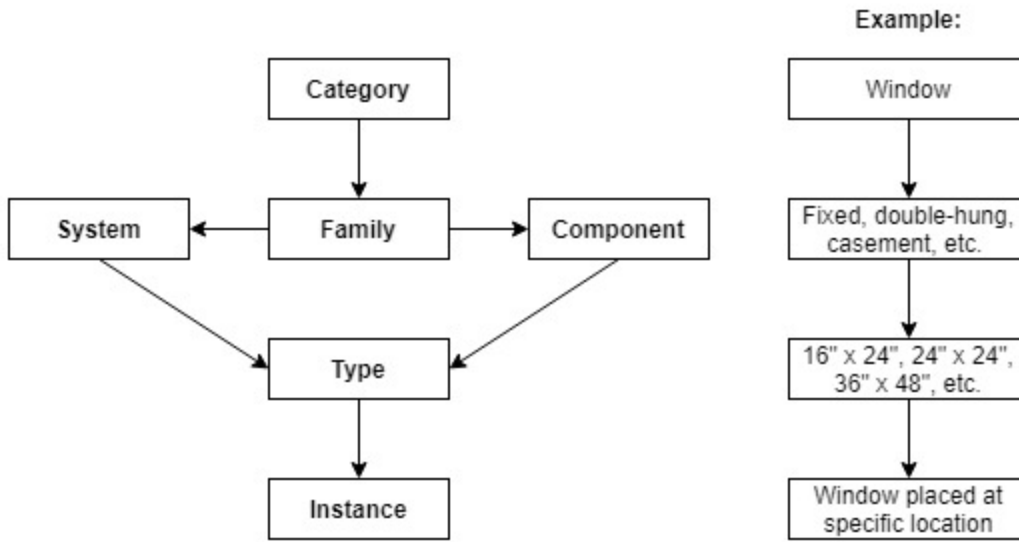 Example:
Category
Window
System
Family
Component
Fixed, double-hung,
casement, etc.
Type
16" x 24", 24" x 24",
36" x 48", etc.
Instance
Window placed at
specific location